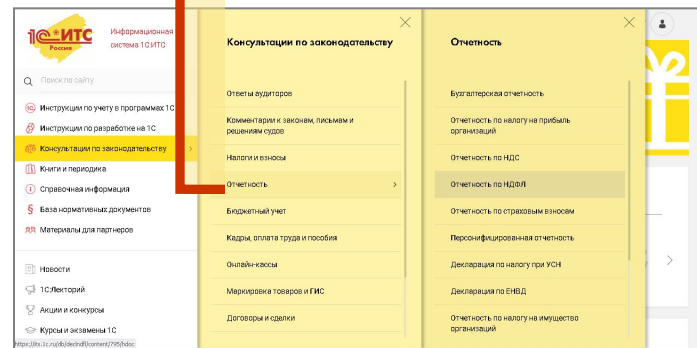 1С ИТС
Россия
Информационная
система 1С:ИТС
Поиск по сайту
Инструкции по учету в программах 1С
Инструкции по разработке на 1С
Консультации по законодательству
Книги и периодика
Справочная информация
База нормативных документов
Материалы для партнеров
Новости
1С:Лекторий
Акции и конкурсы
Курсы и экзамены 1С
https://its.1c.ru/db/declndfl/content/795/hdoc
Консультации по законодательству
Ответы аудиторов
Комментарии к законам, письмам и
решениям судов
Налоги и взносы
Отчетность
Бюджетный учет
Кадры, оплата труда и пособия
Онлайн-кассы
Маркировка товаров и ГИС
Договоры и сделки
Отчетность
Бухгалтерская отчетность
Отчетность по налогу на прибыль
организаций
Отчетность по НДС
Отчетность по НДФЛ
Отчетность по страховым взносам
Персонифицированная отчетность
Декларация по налогу при УСН
Декларация по ЕНВД
Отчетность по налогу на имущество
организаций